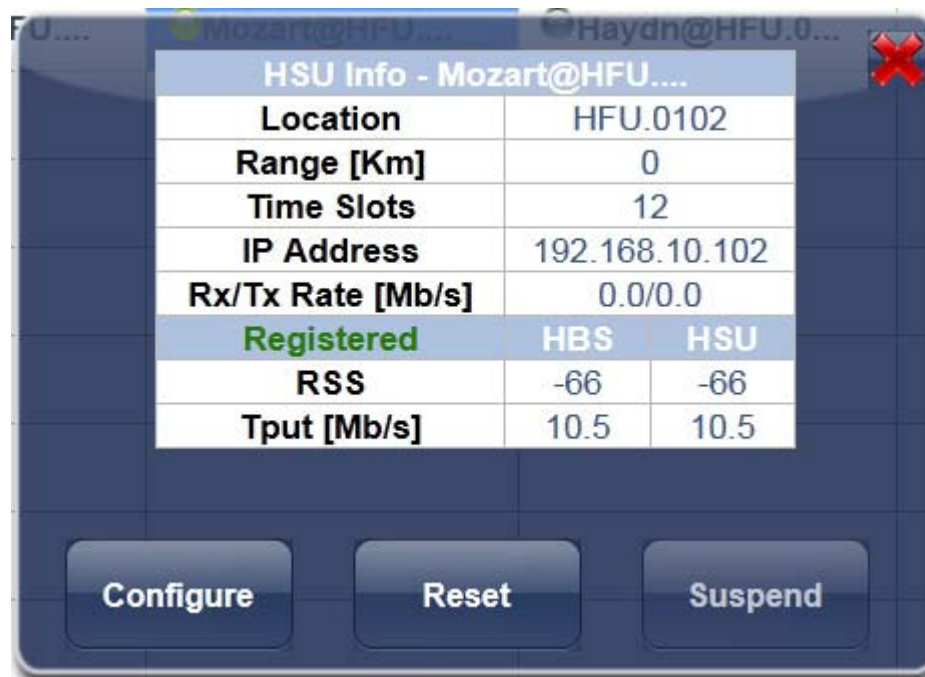 FU.... Mozart@HFU.... Haydn@HFU.0...
HSU Info - Mozart@HFU....
Location HFU.0102
Range [Km] 0
Time Slots 12
IP Address 192.168.10.102
Rx/Tx Rate [Mb/s] 0.0/0.0
Registered HBS HSU
RSS -66 -66
Tput [Mb/s] 10.5 10.5
Configure Reset Suspend